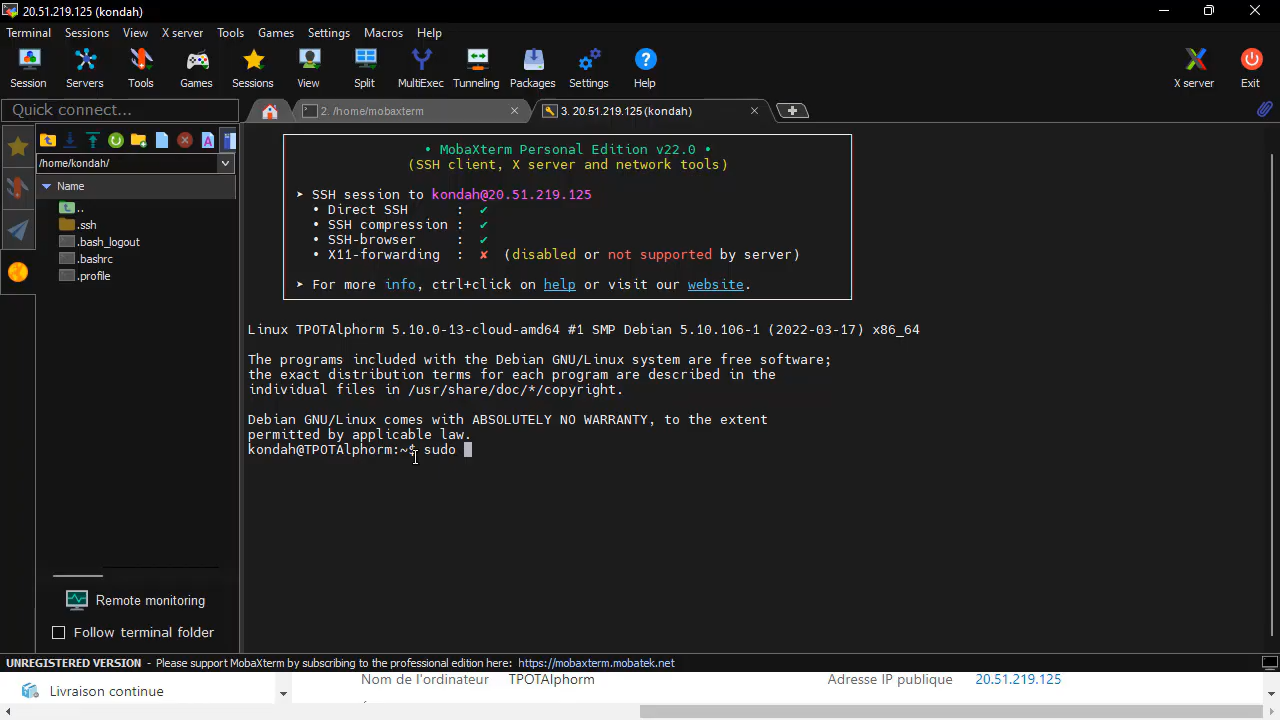 20.51.219.125 (kondah)
Terminal Sessions View X server Tools Games Settings Macros Help
Session Servers Tools Games Sessions View Split MultiExec Tunneling Packages Settings Help X server Exit
Quick connect...
2. /home/mobaxterm
3. 20.51.219.125 (kondah)
/home/kondah/
Name
..
.ssh
.bash_logout
.bashrc
.profile
Remote monitoring
Follow terminal folder
• MobaXterm Personal Edition v22.0 •
(SSH client, X server and network tools)
➤ SSH session to kondah@20.51.219.125
• Direct SSH : ✔
• SSH compression : ✔
• SSH-browser : ✔
• X11-forwarding : ✘ (disabled or not supported by server)
➤ For more info, ctrl+click on help or visit our website.
Linux TPOTAlphorm 5.10.0-13-cloud-amd64 #1 SMP Debian 5.10.106-1 (2022-03-17) x86_64
The programs included with the Debian GNU/Linux system are free software;
the exact distribution terms for each program are described in the
individual files in /usr/share/doc/*/copyright.
Debian GNU/Linux comes with ABSOLUTELY NO WARRANTY, to the extent
permitted by applicable law.
kondah@TPOTAlphorm:~$ sudo
UNREGISTERED VERSION - Please support MobaXterm by subscribing to the professional edition here: https://mobaxterm.mobatek.net
Livraison continue
Nom de l'ordinateur TPOTAlphorm
Adresse IP publique 20.51.219.125